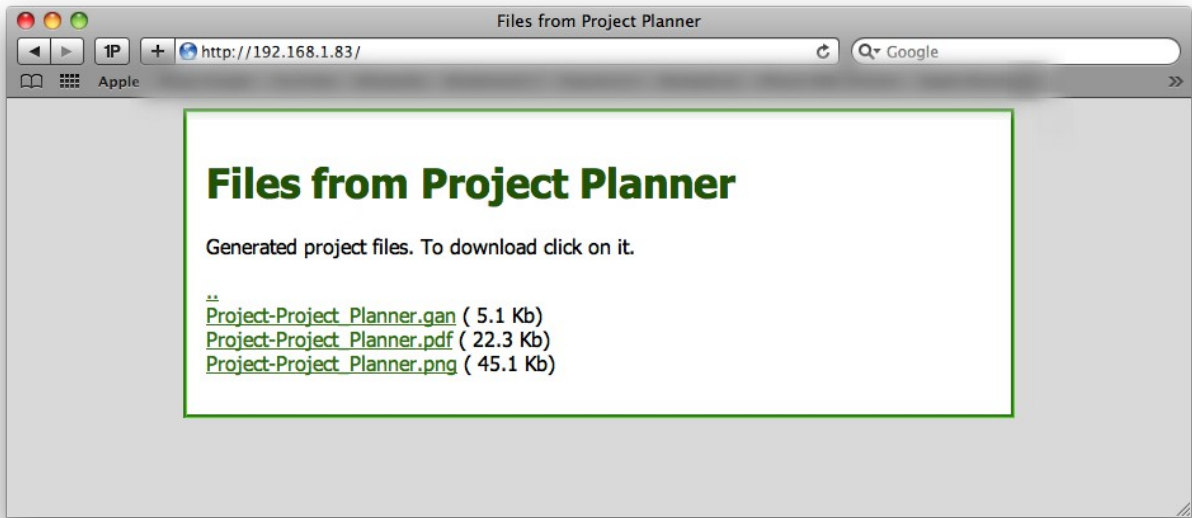 Files from Project Planner
1P + http://192.168.1.83/ Google
Apple
Files from Project Planner
Generated project files. To download click on it.
..
Project-Project_Planner.gan ( 5.1 Kb)
Project-Project_Planner.pdf ( 22.3 Kb)
Project-Project_Planner.png ( 45.1 Kb)